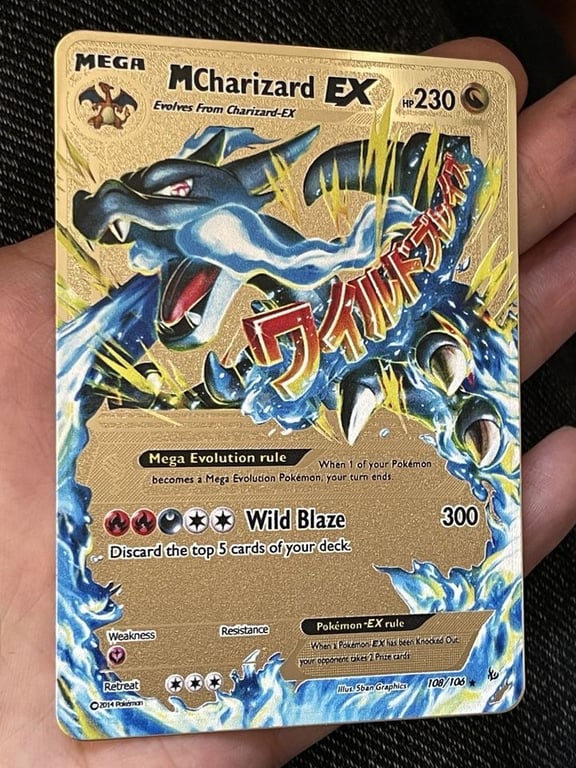 MEGA
MCharizard EX
HP230
Evolves From Charizard-EX
ワイルドブレイズ
Mega Evolution rule
When 1 of your Pokémon
becomes a Mega Evolution Pokémon, your turn ends.
Wild Blaze 300
Discard the top 5 cards of your deck.
Pokémon-EX rule
When a Pokémon-EX has been Knocked Out,
your opponent takes 2 Prize cards
Weakness
Resistance
Retreat
©2014 Pokémon
Illus. 5ban Graphics
108/106 ★